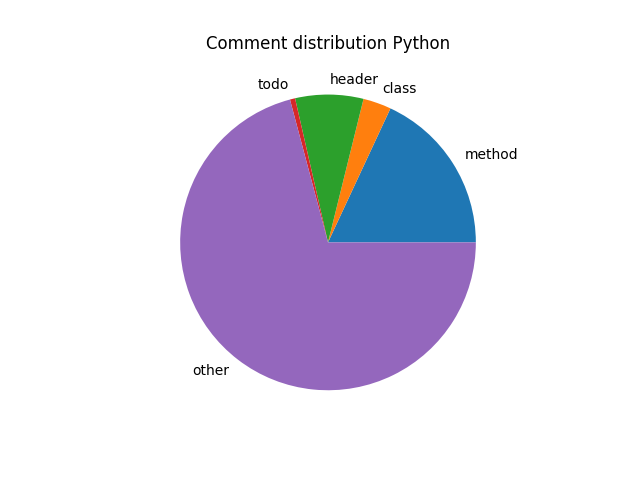 Comment distribution Python
header
todo
class
method
other